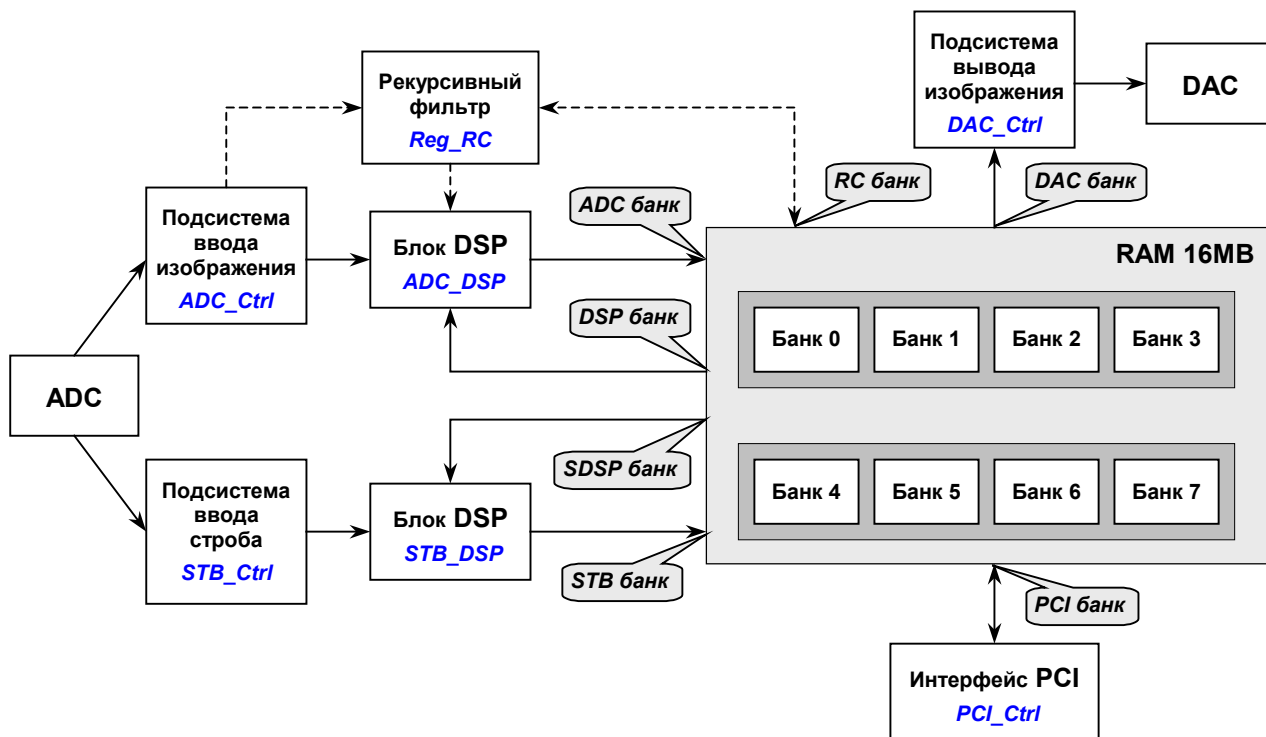 Подсистема
вывода
изображения
DAC_Ctrl
DAC
Рекурсивный
фильтр
Reg_RC
RC банк
DAC банк
ADC банк
Подсистема
ввода
изображения
ADC_Ctrl
Блок DSP
ADC_DSP
RAM 16MB
DSP банк
Банк 0
Банк 1
Банк 2
Банк 3
ADC
SDSP банк
Подсистема
ввода
строба
STB_Ctrl
Блок DSP
STB_DSP
Банк 4
Банк 5
Банк 6
Банк 7
STB банк
PCI банк
Интерфейс PCI
PCI_Ctrl